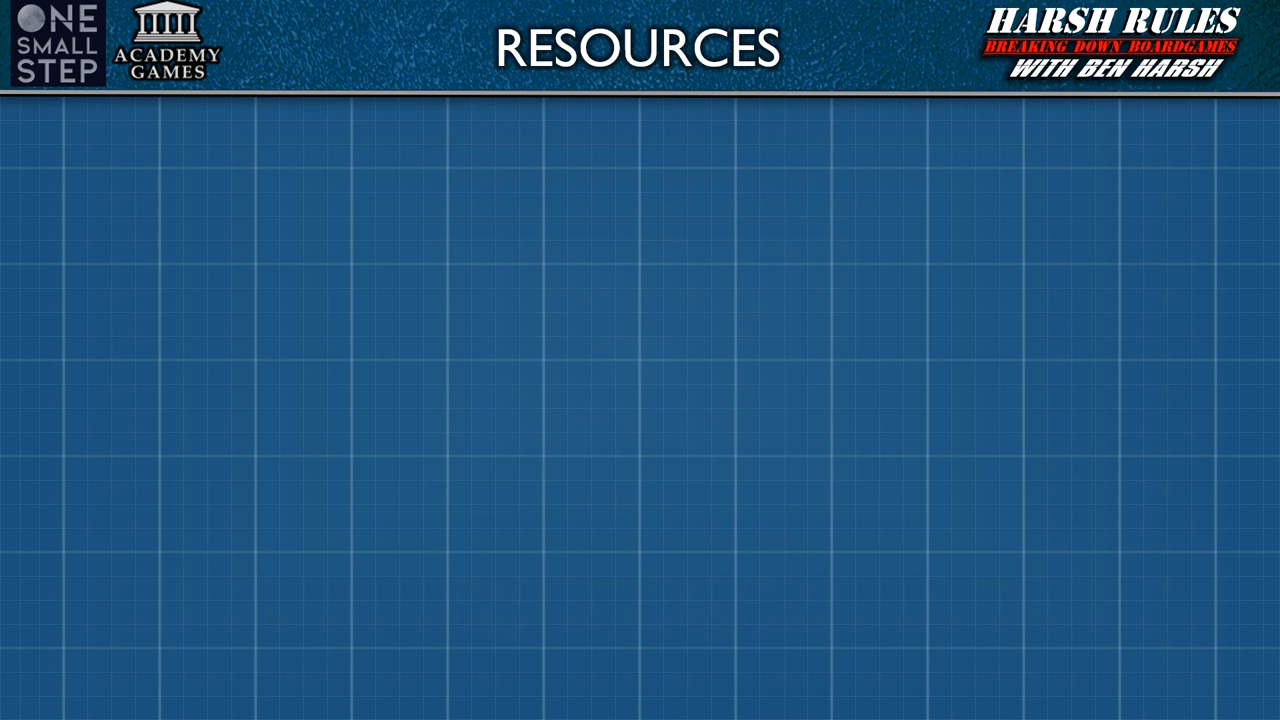 ONE
SMALL
STEP
ACADEMY
GAMES
RESOURCES
HARSH RULES
BREAKING DOWN BOARDGAMES
WITH BEN HARSH